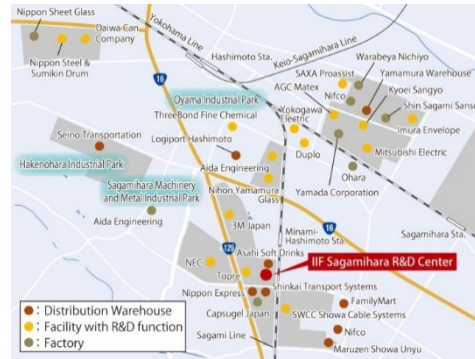 Nippon Sheet Glass
Daiwa Can
Company
Nippon Steel &
Sumikin Drum
Yokohama Line
Hashimoto Sta.
Keio-Sagamihara Line
16
Oyama Industrial Park
ThreeBond Fine Chemical
Seino Transportation
Logiport Hashimoto
Hakenohara Industrial Park
Aida Engineering
Sagamihara Machinery
and Metal Industrial Park
Nihon Yamamura
Glass
Aida Engineering
SAXA Proassist
Warabeya Nichiyo
Yamamura Warehouse
AGC Matex
Nifco
Kyoei Sangyo
Shin Sagami Sans
Yokogawa
Electric
Imura Envelope
Duplo
Mitsubishi Electric
Ohara
Yamada Corporation
Sagamihara Sta.
3M Japan
Minami-
Hashimoto Sta.
16
129
Asahi Soft Drinks
IIF Sagamihara R&D Center
NEC
Topre
Shinkai Transport Systems
Nippon Express
FamilyMart
Capsugel Japan
SWCC Showa Cable Systems
Nifco
Sagami Line
Maruzen Showa Unyu
: Distribution Warehouse
: Facility with R&D function
: Factory